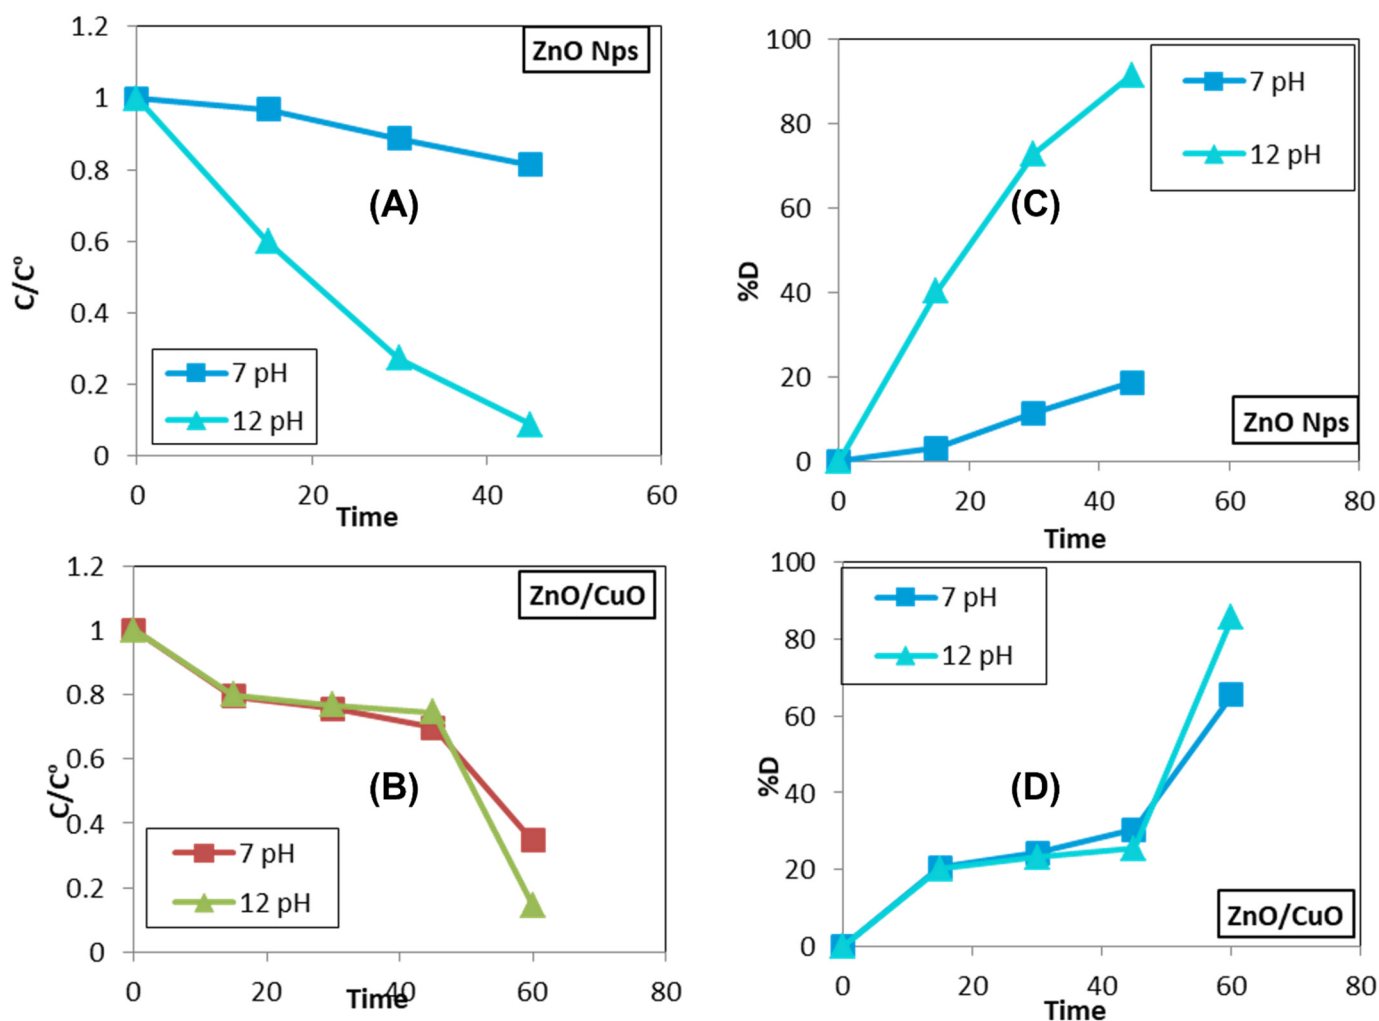 1.2
1
0.8
0.6
0.4
0.2
0
C/C°
ZnO Nps
(A)
7 pH
12 pH
0 20 40 60
Time
100
80
60
40
20
0
%D
7 pH
12 pH
(C)
ZnO Nps
0 20 40 60 80
Time
1.2
1
0.8
0.6
0.4
0.2
0
C/C°
ZnO/CuO
(B)
7 pH
12 pH
0 20 40 60 80
Time
100
80
60
40
20
0
%D
7 pH
12 pH
(D)
ZnO/CuO
0 20 40 60 80
Time